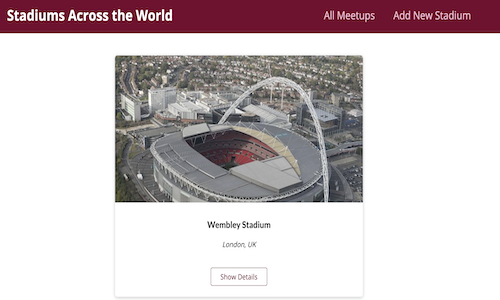 Stadiums Across the World
All Meetups
Add New Stadium
Wembley Stadium
London, UK
Show Details